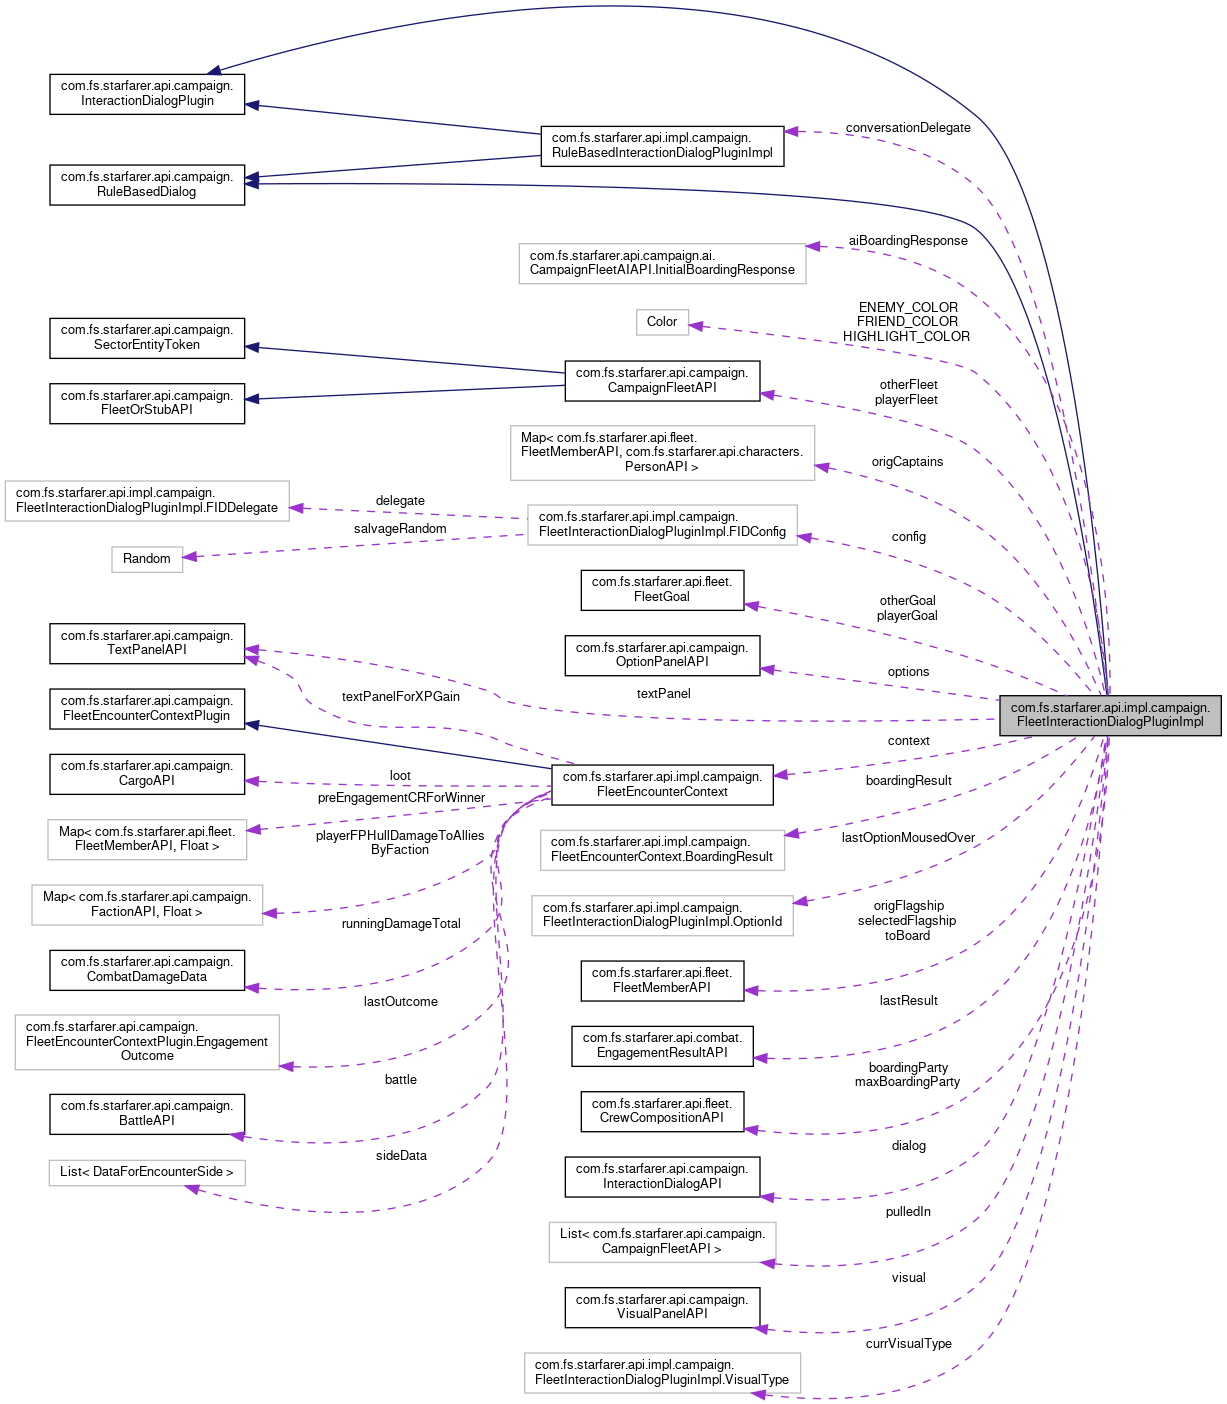 com.fs.starfarer.api.campaign.
InteractionDialogPlugin
com.fs.starfarer.api.impl.campaign.
RuleBasedInteractionDialogPluginImpl
conversationDelegate
com.fs.starfarer.api.campaign.
RuleBasedDialog
com.fs.starfarer.api.campaign.ai.
CampaignFleetAIAPI.InitialBoardingResponse
aiBoardingResponse
Color
ENEMY_COLOR
FRIEND_COLOR
HIGHLIGHT_COLOR
com.fs.starfarer.api.campaign.
SectorEntityToken
com.fs.starfarer.api.campaign.
CampaignFleetAPI
otherFleet
playerFleet
com.fs.starfarer.api.campaign.
FleetOrStubAPI
Map< com.fs.starfarer.api.fleet.
FleetMemberAPI, com.fs.starfarer.api.characters.
PersonAPI >
origCaptains
com.fs.starfarer.api.impl.campaign.
FleetInteractionDialogPluginImpl.FIDDelegate
delegate
salvageRandom
Random
com.fs.starfarer.api.impl.campaign.
FleetInteractionDialogPluginImpl.FIDConfig
config
com.fs.starfarer.api.fleet.
FleetGoal
otherGoal
playerGoal
com.fs.starfarer.api.campaign.
TextPanelAPI
com.fs.starfarer.api.campaign.
OptionPanelAPI
options
textPanelForXPGain
textPanel
com.fs.starfarer.api.impl.campaign.
FleetInteractionDialogPluginImpl
com.fs.starfarer.api.campaign.
FleetEncounterContextPlugin
context
com.fs.starfarer.api.campaign.
CargoAPI
loot
com.fs.starfarer.api.impl.campaign.
FleetEncounterContext
boardingResult
preEngagementCRForWinner
Map< com.fs.starfarer.api.fleet.
FleetMemberAPI, Float >
playerFPHullDamageToAllies
ByFaction
com.fs.starfarer.api.impl.campaign.
FleetEncounterContext.BoardingResult
lastOptionMousedOver
Map< com.fs.starfarer.api.campaign.
FactionAPI, Float >
com.fs.starfarer.api.impl.campaign.
FleetInteractionDialogPluginImpl.OptionId
runningDamageTotal
origFlagship
selectedFlagship
toBoard
com.fs.starfarer.api.campaign.
CombatDamageData
com.fs.starfarer.api.fleet.
FleetMemberAPI
lastOutcome
lastResult
com.fs.starfarer.api.campaign.
FleetEncounterContextPlugin.Engagement
Outcome
com.fs.starfarer.api.combat.
EngagementResultAPI
battle
boardingParty
maxBoardingParty
com.fs.starfarer.api.campaign.
BattleAPI
com.fs.starfarer.api.fleet.
CrewCompositionAPI
sideData
dialog
List< DataForEncounterSide >
com.fs.starfarer.api.campaign.
InteractionDialogAPI
pulledIn
List< com.fs.starfarer.api.campaign.
CampaignFleetAPI >
visual
com.fs.starfarer.api.campaign.
VisualPanelAPI
currVisualType
com.fs.starfarer.api.impl.campaign.
FleetInteractionDialogPluginImpl.VisualType